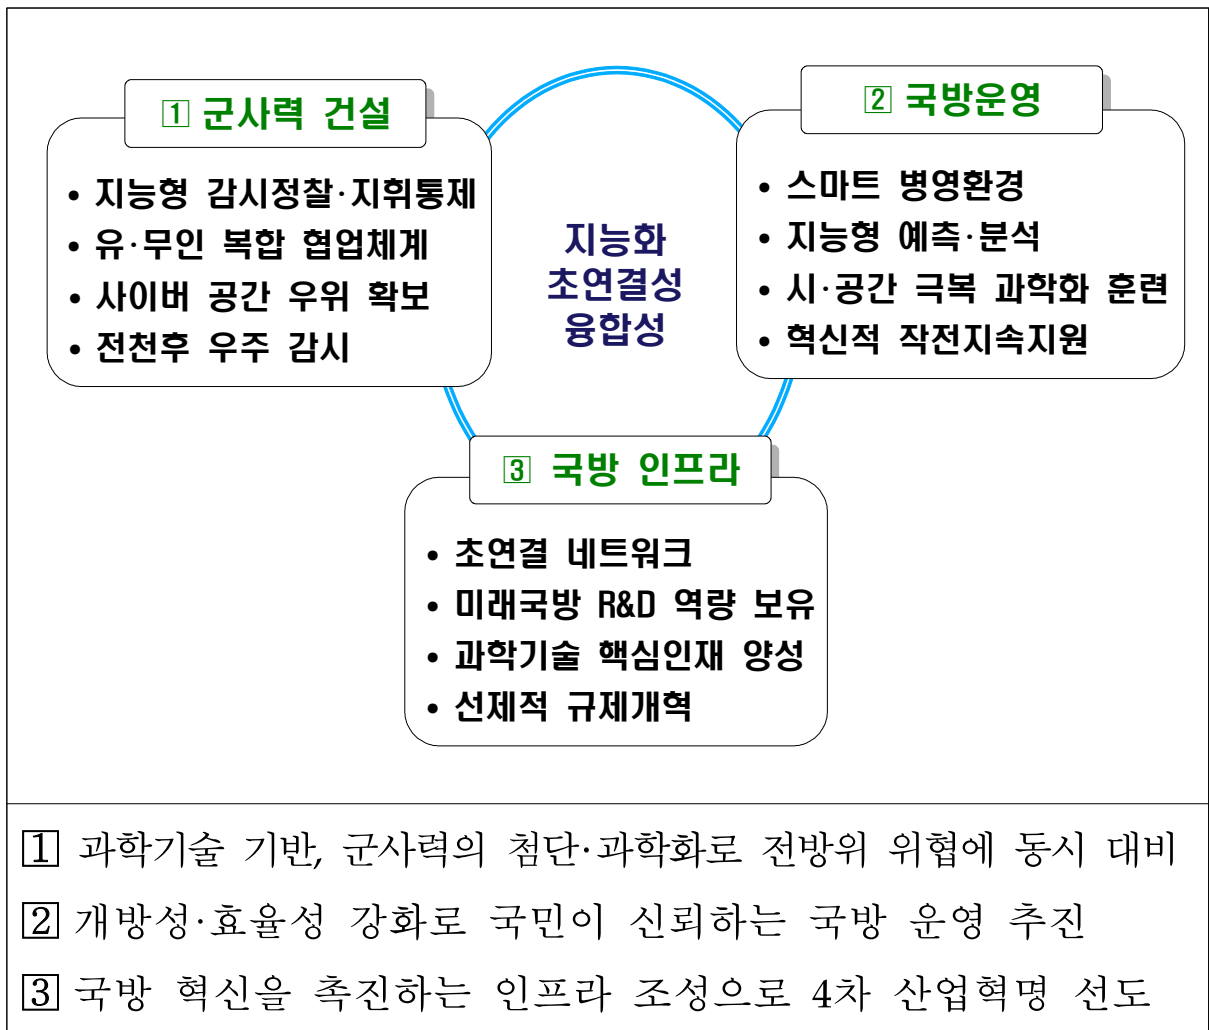 1 군사력 건설
• 지능형 감시정찰·지휘통제
• 유·무인 복합 협업체계
• 사이버 공간 우위 확보
• 전천후 우주 감시
지능화
초연결성
융합성
2 국방운영
• 스마트 병영환경
• 지능형 예측·분석
• 시·공간 극복 과학화 훈련
• 혁신적 작전지속지원
3 국방 인프라
• 초연결 네트워크
• 미래국방 R&D 역량 보유
• 과학기술 핵심인재 양성
• 선제적 규제개혁
1 과학기술 기반, 군사력의 첨단·과학화로 전방위 위협에 동시 대비
2 개방성·효율성 강화로 국민이 신뢰하는 국방 운영 추진
3 국방 혁신을 촉진하는 인프라 조성으로 4차 산업혁명 선도